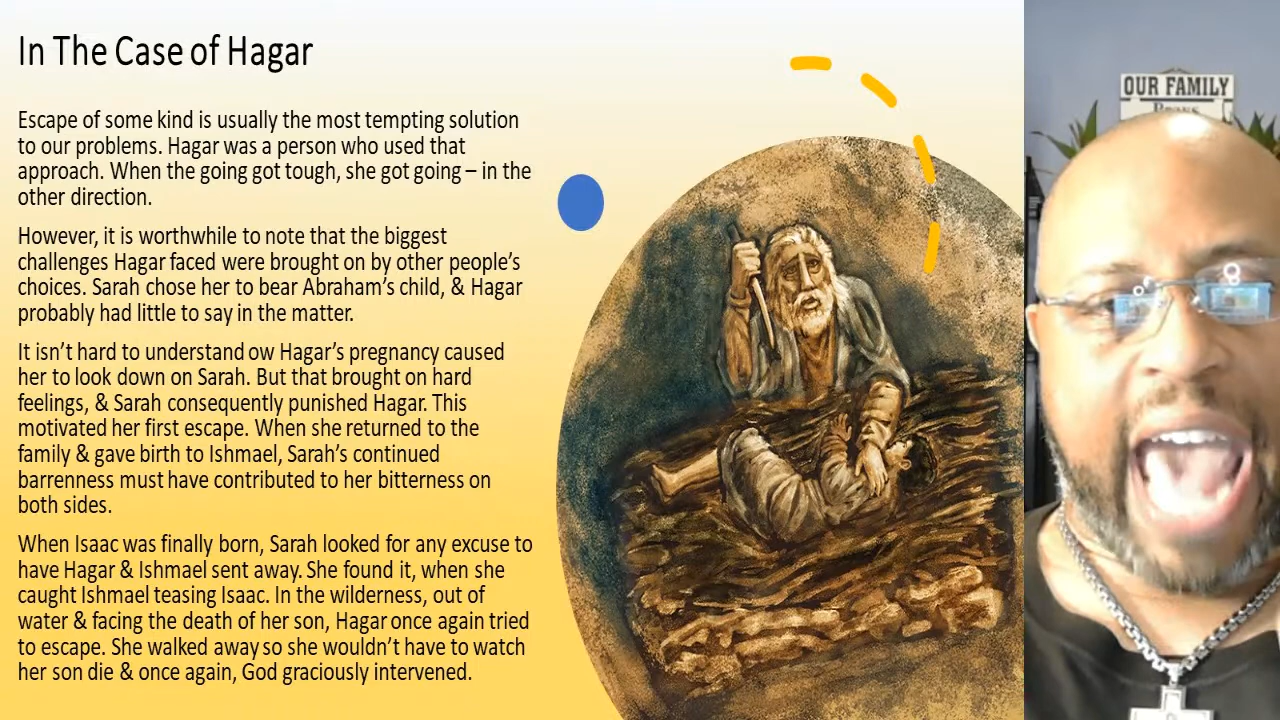 In The Case of Hagar
Escape of some kind is usually the most tempting solution
to our problems. Hagar was a person who used that
approach. When the going got tough, she got going – in the
other direction.
However, it is worthwhile to note that the biggest
challenges Hagar faced were brought on by other people's
choices. Sarah chose her to bear Abraham's child, & Hagar
probably had little to say in the matter.
It isn't hard to understand ow Hagar's pregnancy caused
her to look down on Sarah. But that brought on hard
feelings, & Sarah consequently punished Hagar. This
motivated her first escape. When she returned to the
family & gave birth to Ishmael, Sarah's continued
barrenness must have contributed to her bitterness on
both sides.
When Isaac was finally born, Sarah looked for any excuse to
have Hagar & Ishmael sent away. She found it, when she
caught Ishmael teasing Isaac. In the wilderness, out of
water & facing the death of her son, Hagar once again tried
to escape. She walked away so she wouldn't have to watch
her son die & once again, God graciously intervened.
OUR FAMILY